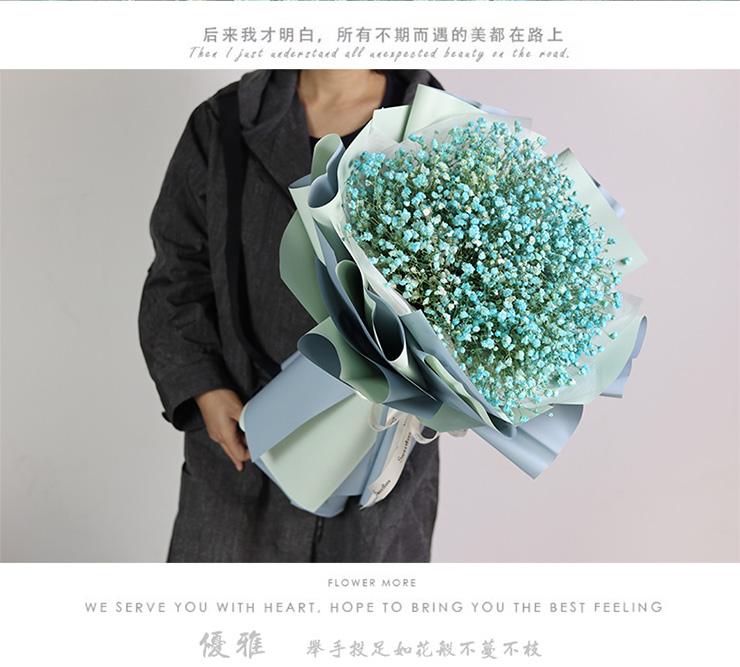 后来我才明白，所有不期而遇的美都在路上
Then I just understand all unexpected beauty on the road.
FLOWER MORE
WE SERVE YOU WITH HEART, HOPE TO BRING YOU THE BEST FEELING
優雅 舉手投足如花般不蔓不枝